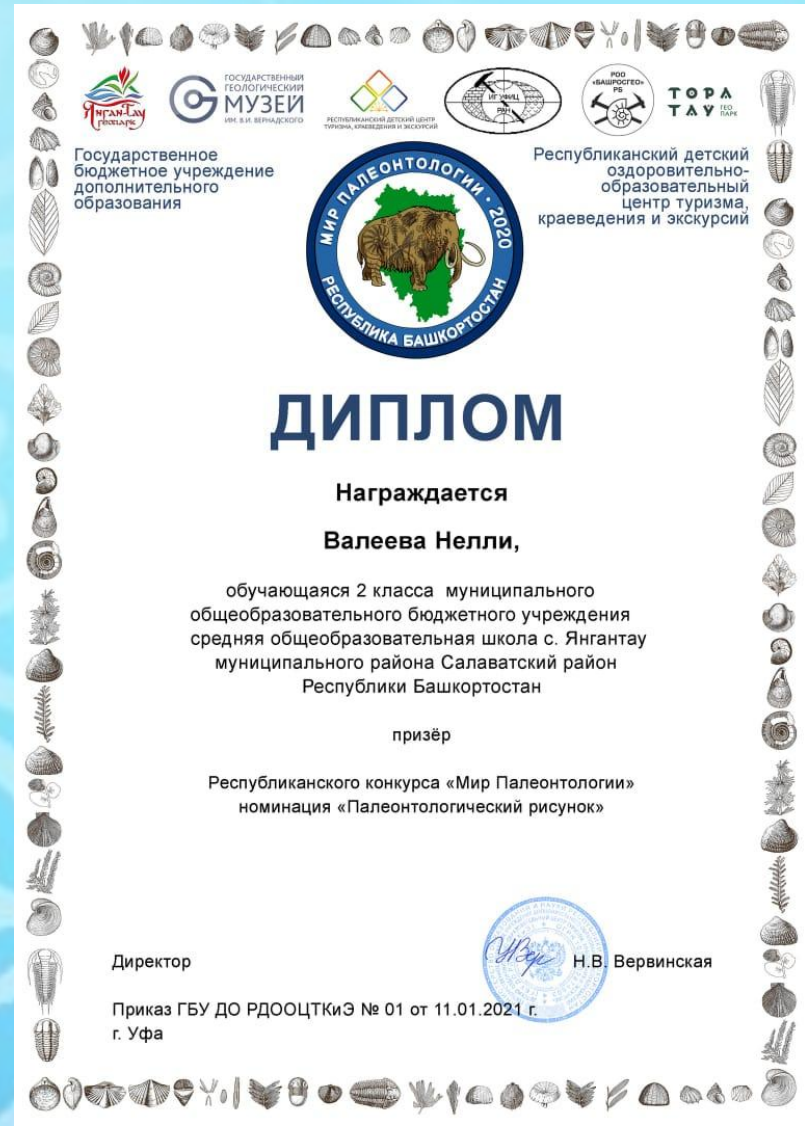 Янган-Тау
геопарк
ГОСУДАРСТВЕННЫЙ
ГЕОЛОГИЧЕСКИЙ
МУЗЕЙ
ИМ. В.И. ВЕРНАДСКОГО
РЕСПУБЛИКАНСКИЙ ДЕТСКИЙ ЦЕНТР
ТУРИЗМА, КРАЕВЕДЕНИЯ И ЭКСКУРСИЙ
ИГ УФИЦ
РАН
РОО
«БАШРОСГЕО»
РБ
ТОРА
ТАУ ГЕО
ПАРК
Государственное
бюджетное учреждение
дополнительного
образования
Республиканский детский
оздоровительно-
образовательный
центр туризма,
краеведения и экскурсий
МИР ПАЛЕОНТОЛОГИИ · 2020
РЕСПУБЛИКА БАШКОРТОСТАН
ДИПЛОМ
Награждается
Валеева Нелли,
обучающаяся 2 класса муниципального
общеобразовательного бюджетного учреждения
средняя общеобразовательная школа с. Янгантау
муниципального района Салаватский район
Республики Башкортостан
призёр
Республиканского конкурса «Мир Палеонтологии»
номинация «Палеонтологический рисунок»
Директор
Н.В. Вервинская
Приказ ГБУ ДО РДООЦТКиЭ № 01 от 11.01.2021 г.
г. Уфа